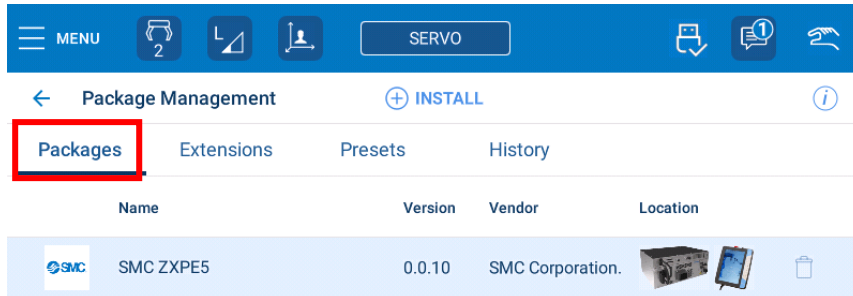 MENU 2 L SERVO 1
Package Management INSTALL i
Packages Extensions Presets History
Name Version Vendor Location
SMC SMC ZXPE5 0.0.10 SMC Corporation.